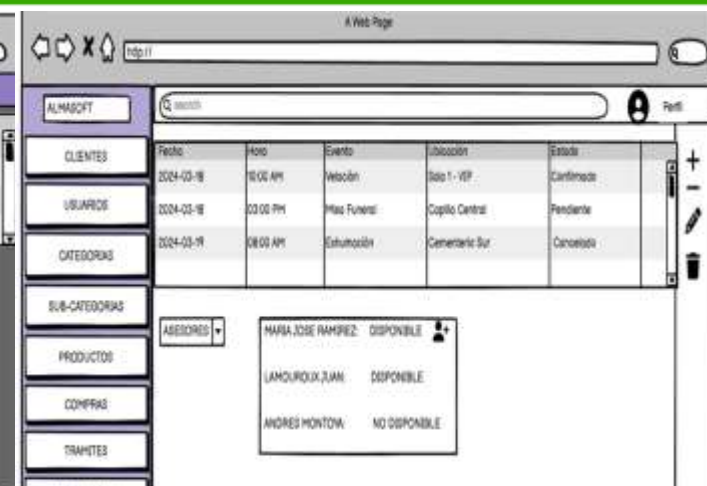 A Web Page
http://
ALMASOFT
search
Perfil
CLIENTES
USUARIOS
CATEGORIAS
SUB-CATEGORIAS
PRODUCTOS
COMPRAS
TRAMITES
Fecha Hora Evento Ubicación Estado
2024-03-18 10:00 AM Velación Sala 1 - VIP Confirmado
2024-03-18 03:00 PM Misa Funeral Capilla Central Pendiente
2024-03-19 08:00 AM Exhumación Cementerio Sur Cancelado
ASESORES
MARIA JOSE RAMIREZ: DISPONIBLE
LAMOUROUX JUAN: DISPONIBLE
ANDRES MONTOYA: NO DISPONIBLE